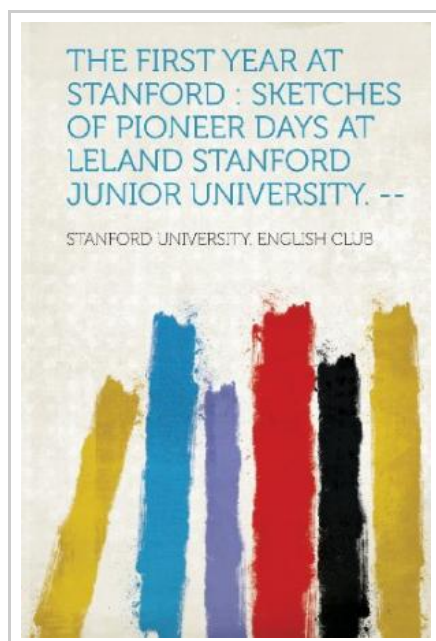 THE FIRST YEAR AT
STANFORD : SKETCHES
OF PIONEER DAYS AT
LELAND STANFORD
JUNIOR UNIVERSITY. --
STANFORD UNIVERSITY. ENGLISH CLUB